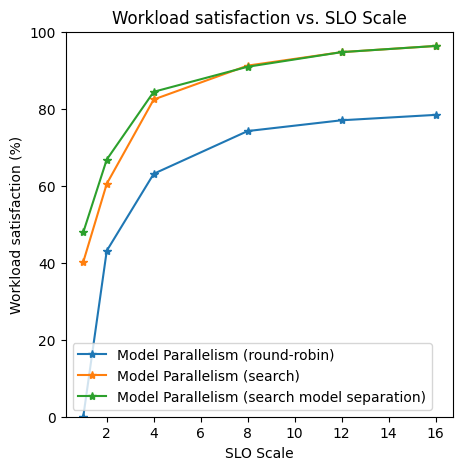 Workload satisfaction vs. SLO Scale
Workload satisfaction (%)
100
80
60
40
20
0
Model Parallelism (round-robin)
Model Parallelism (search)
Model Parallelism (search model separation)
2 4 6 8 10 12 14 16
SLO Scale